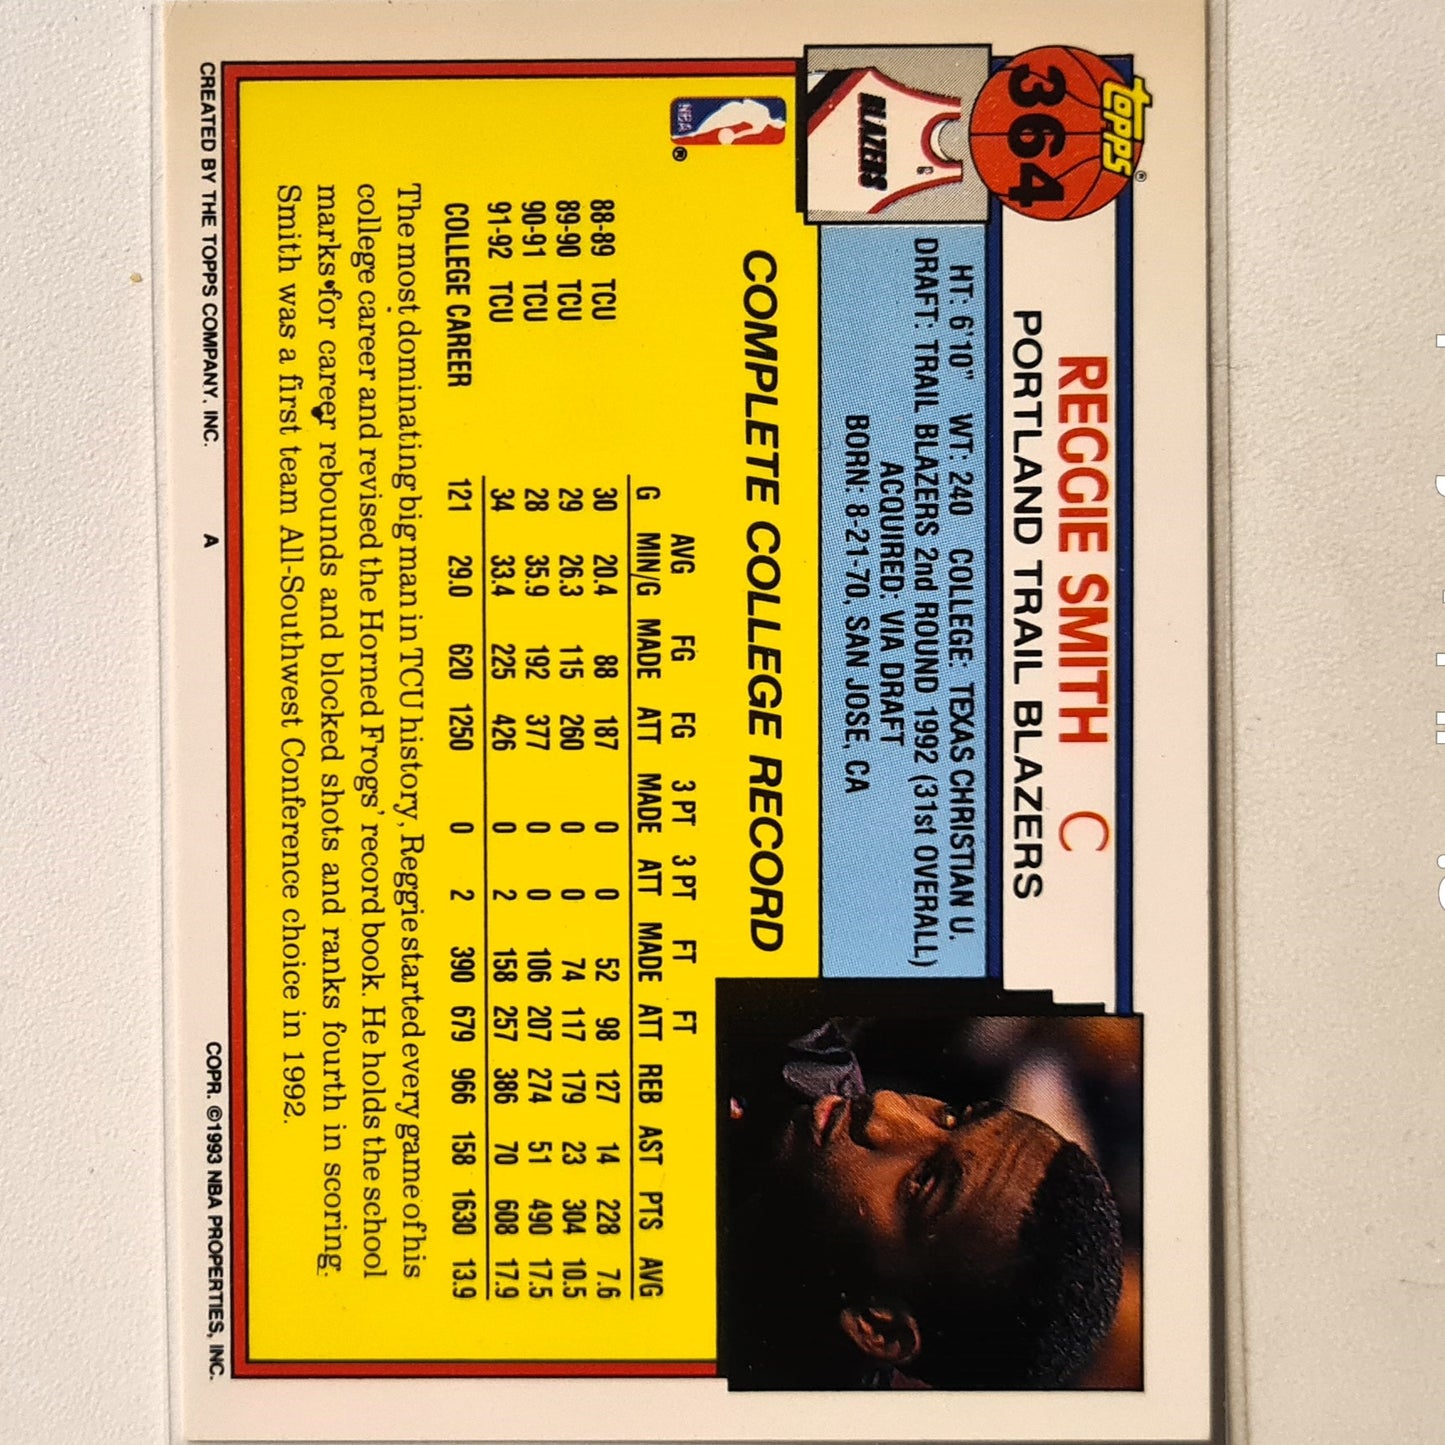 topps®
364
REGGIE SMITH C
PORTLAND TRAIL BLAZERS
BLAZERS
HT: 6'10" WT: 240 COLLEGE: TEXAS CHRISTIAN U.
DRAFT: TRAIL BLAZERS 2nd ROUND 1992 (31st OVERALL)
ACQUIRED: VIA DRAFT
BORN: 8-21-70, SAN JOSE, CA
NBA ®
COMPLETE COLLEGE RECORD
AVG FG FG 3 PT 3 PT FT FT
G MIN/G MADE ATT MADE ATT MADE ATT REB AST PTS AVG
88-89 TCU 30 20.4 88 187 0 0 52 98 127 14 228 7.6
89-90 TCU 29 26.3 115 260 0 0 74 117 179 23 304 10.5
90-91 TCU 28 35.9 192 377 0 0 106 207 274 51 490 17.5
91-92 TCU 34 33.4 225 426 0 2 158 257 386 70 608 17.9
COLLEGE CAREER 121 29.0 620 1250 0 2 390 679 966 158 1630 13.9
The most dominating big man in TCU history, Reggie started every game of his
college career and revised the Horned Frogs' record book. He holds the school
marks for career rebounds and blocked shots and ranks fourth in scoring.
Smith was a first team All-Southwest Conference choice in 1992.
CREATED BY THE TOPPS COMPANY, INC. A COPR. ©1993 NBA PROPERTIES, INC.